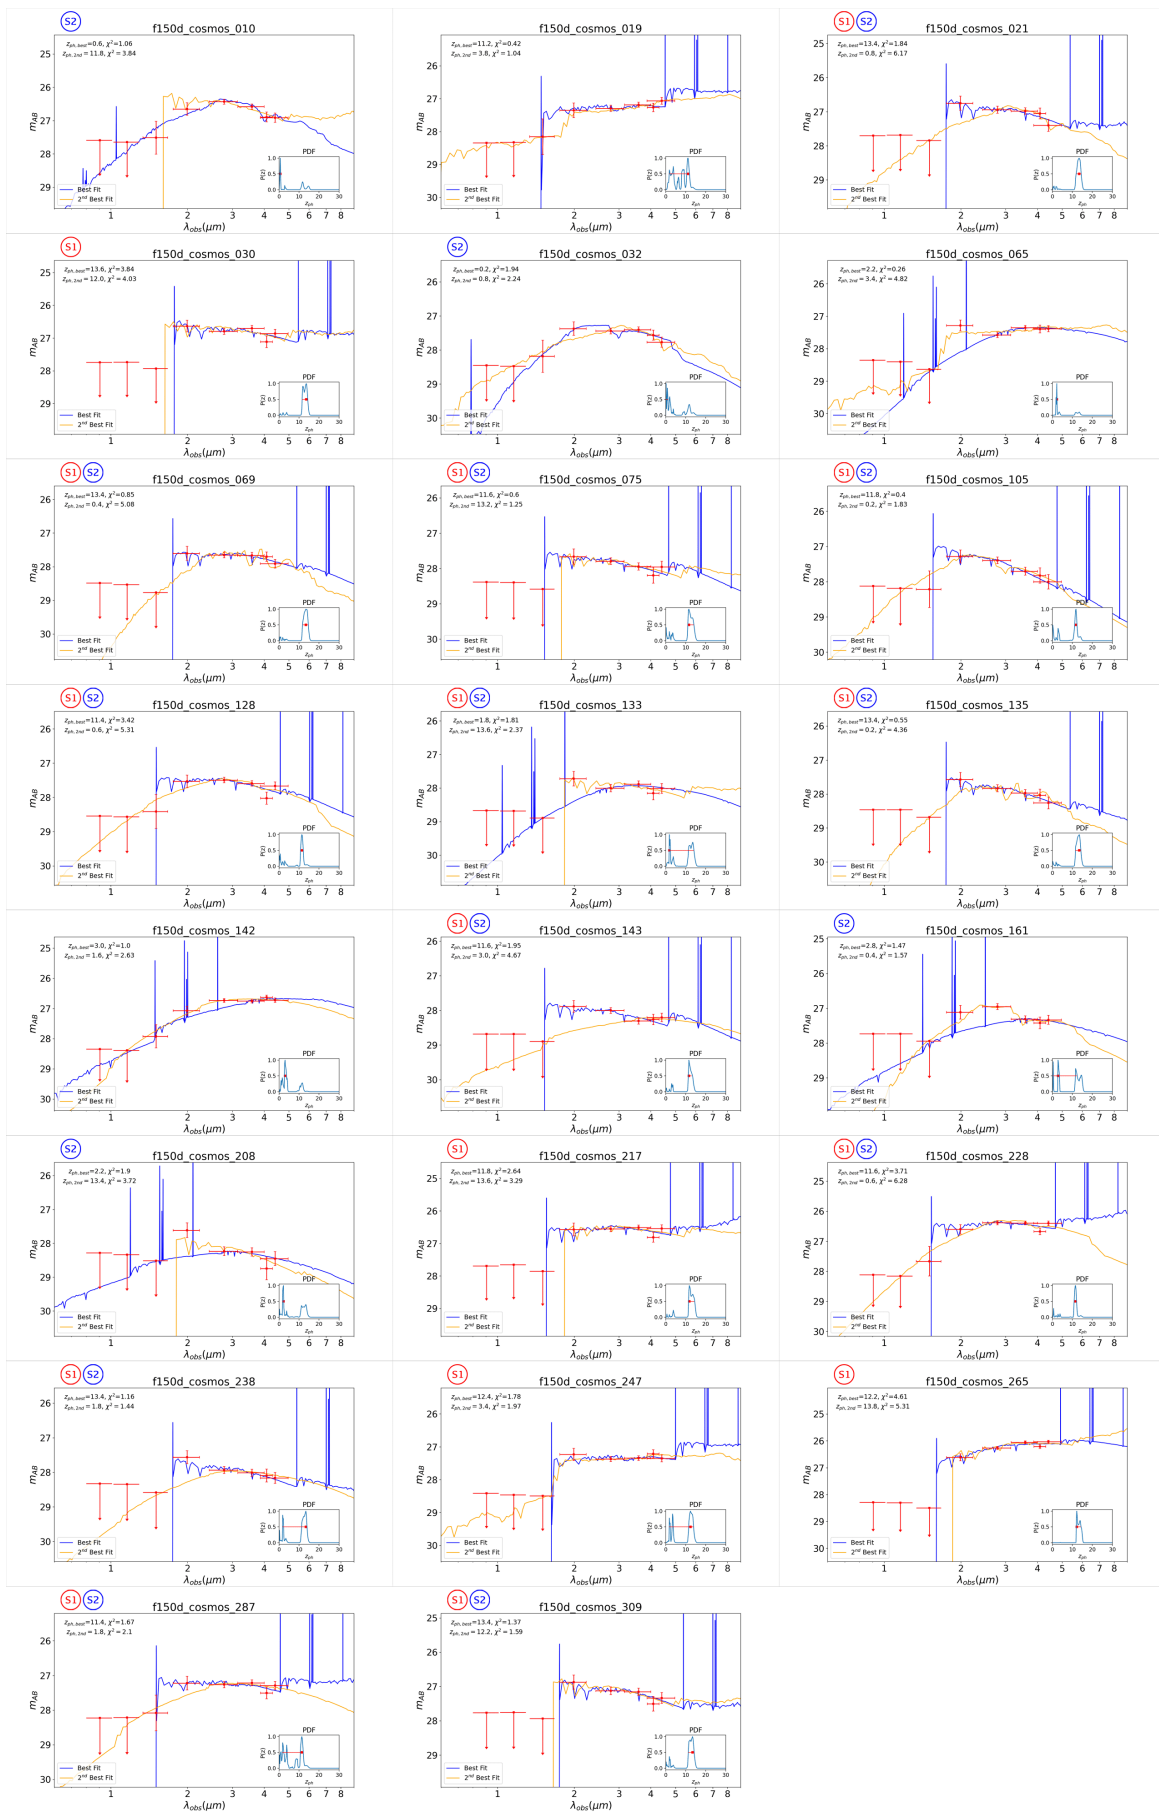 S2
f150d_cosmos_010
z_ph,best=0.6, χ²=1.06
z_ph,2nd = 11.8, χ² = 3.84
f150d_cosmos_019
z_ph,best=11.2, χ²=0.42
z_ph,2nd = 3.8, χ² = 1.04
S1 S2
f150d_cosmos_021
z_ph,best=13.4, χ²=1.84
z_ph,2nd = 0.8, χ² = 6.17
m_AB
PDF
P(z)
z_ph
Best Fit
2nd Best Fit
λ_obs(μm)
S1
f150d_cosmos_030
z_ph,best=13.6, χ²=3.84
z_ph,2nd = 12.0, χ² = 4.03
S2
f150d_cosmos_032
z_ph,best=0.2, χ²=1.94
z_ph,2nd = 0.8, χ² = 2.24
f150d_cosmos_065
z_ph,best=2.2, χ²=0.26
z_ph,2nd = 3.4, χ² = 4.82
S1 S2
f150d_cosmos_069
z_ph,best=13.4, χ²=0.85
z_ph,2nd = 0.4, χ² = 5.08
S1 S2
f150d_cosmos_075
z_ph,best=11.6, χ²=0.6
z_ph,2nd = 13.2, χ² = 1.25
S1 S2
f150d_cosmos_105
z_ph,best=11.8, χ²=0.4
z_ph,2nd = 0.2, χ² = 1.83
S1 S2
f150d_cosmos_128
z_ph,best=11.4, χ²=3.42
z_ph,2nd = 0.6, χ² = 5.31
S1 S2
f150d_cosmos_133
z_ph,best=1.8, χ²=1.81
z_ph,2nd = 13.6, χ² = 2.37
S1 S2
f150d_cosmos_135
z_ph,best=13.4, χ²=0.55
z_ph,2nd = 0.2, χ² = 4.36
f150d_cosmos_142
z_ph,best=3.0, χ²=1.0
z_ph,2nd = 1.6, χ² = 2.63
S1 S2
f150d_cosmos_143
z_ph,best=11.6, χ²=1.95
z_ph,2nd = 3.0, χ² = 4.67
S2
f150d_cosmos_161
z_ph,best=2.8, χ²=1.47
z_ph,2nd = 0.4, χ² = 1.57
S2
f150d_cosmos_208
z_ph,best=2.2, χ²=1.9
z_ph,2nd = 13.4, χ² = 3.72
S1
f150d_cosmos_217
z_ph,best=11.8, χ²=2.64
z_ph,2nd = 13.6, χ² = 3.29
S1 S2
f150d_cosmos_228
z_ph,best=11.6, χ²=3.71
z_ph,2nd = 0.6, χ² = 6.28
S1 S2
f150d_cosmos_238
z_ph,best=13.4, χ²=1.16
z_ph,2nd = 1.8, χ² = 1.44
S1
f150d_cosmos_247
z_ph,best=12.4, χ²=1.78
z_ph,2nd = 3.4, χ² = 1.97
S1
f150d_cosmos_265
z_ph,best=12.2, χ²=4.61
z_ph,2nd = 13.8, χ² = 5.31
S1 S2
f150d_cosmos_287
z_ph,best=11.4, χ²=1.67
z_ph,2nd = 1.8, χ² = 2.1
S1 S2
f150d_cosmos_309
z_ph,best=13.4, χ²=1.37
z_ph,2nd = 12.2, χ² = 1.59